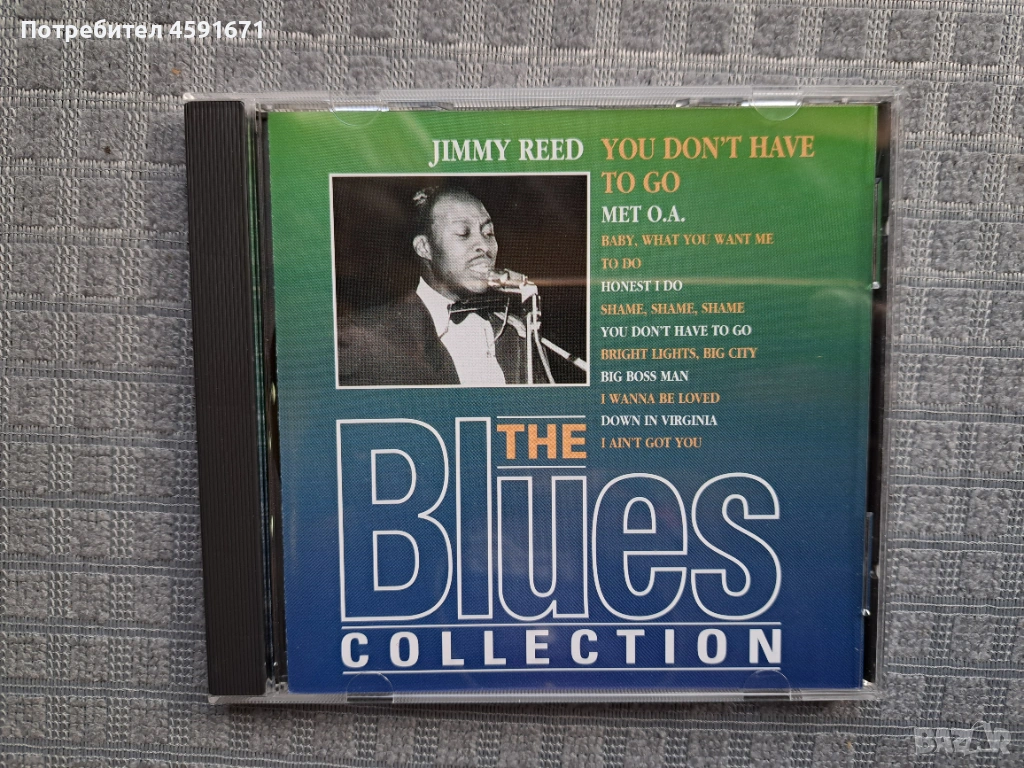 Потребител 4591671
JIMMY REED
YOU DON'T HAVE
TO GO
MET O.A.
BABY, WHAT YOU WANT ME
TO DO
HONEST I DO
SHAME, SHAME, SHAME
YOU DON'T HAVE TO GO
BRIGHT LIGHTS, BIG CITY
BIG BOSS MAN
I WANNA BE LOVED
DOWN IN VIRGINIA
I AIN'T GOT YOU
THE
Blues
COLLECTION
BAZAR